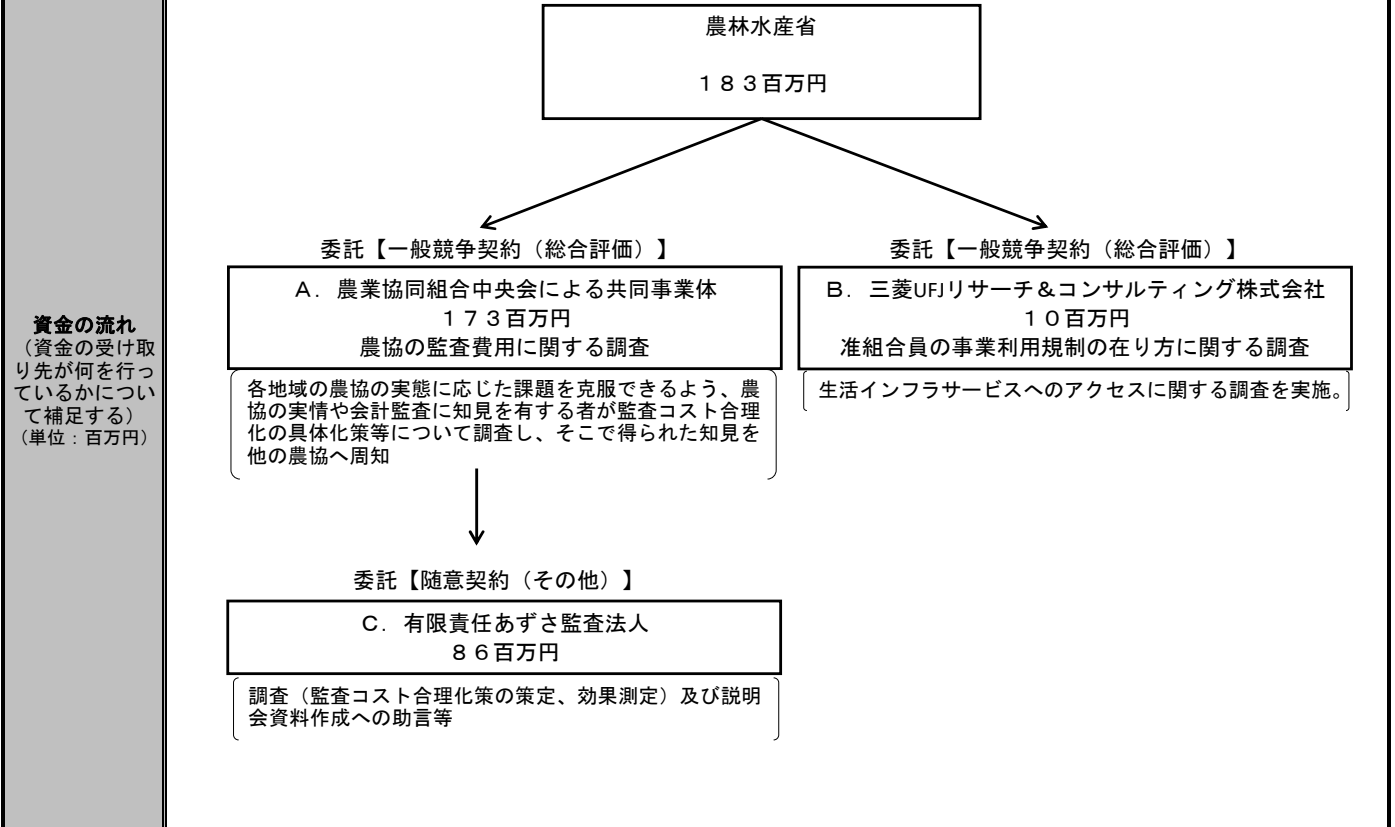 農林水産省
１８３百万円
委託【一般競争契約（総合評価）】
Ａ．農業協同組合中央会による共同事業体
１７３百万円
農協の監査費用に関する調査
各地域の農協の実態に応じた課題を克服できるよう、農
協の実情や会計監査に知見を有する者が監査コスト合理
化の具体化策等について調査し、そこで得られた知見を
他の農協へ周知
委託【一般競争契約（総合評価）】
Ｂ．三菱UFJリサーチ＆コンサルティング株式会社
１０百万円
准組合員の事業利用規制の在り方に関する調査
生活インフラサービスへのアクセスに関する調査を実施。
資金の流れ
（資金の受け取
り先が何を行っ
ているかについ
て補足する）
（単位：百万円）
委託【随意契約（その他）】
Ｃ．有限責任あずさ監査法人
８６百万円
調査（監査コスト合理化策の策定、効果測定）及び説明
会資料作成への助言等